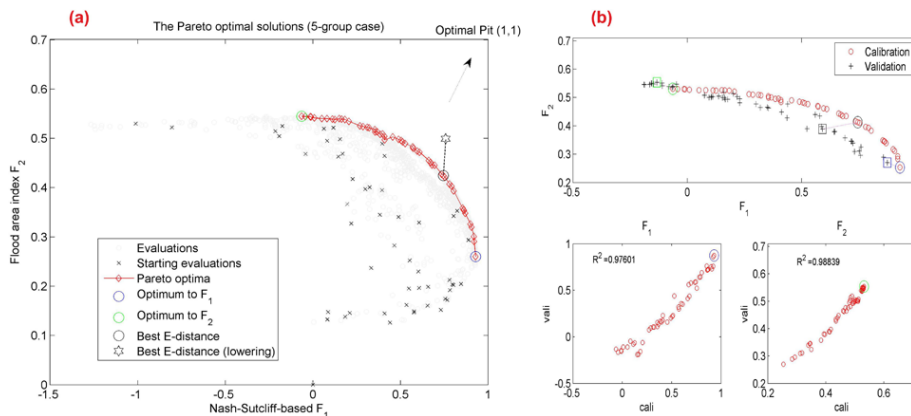 (a)
The Pareto optimal solutions (5-group case)
Optimal Pit (1,1)
Flood area index F2
0.7
0.6
0.5
0.4
0.3
0.2
0.1
0
-1.5
-1
-0.5
0
0.5
1
Nash-Sutcliff-based F1
Evaluations
Starting evaluations
Pareto optima
Optimum to F1
Optimum to F2
Best E-distance
Best E-distance (lowering)
(b)
F2
0.7
0.6
0.5
0.4
0.3
0.2
0
0.5
F1
Calibration
Validation
F1
R2=0.97601
vali
1
0.5
0
-0.5
0
0.5
1
cali
F2
R2=0.98839
vali
0.7
0.6
0.5
0.4
0.3
0.2
0.2
0.4
0.6
cali